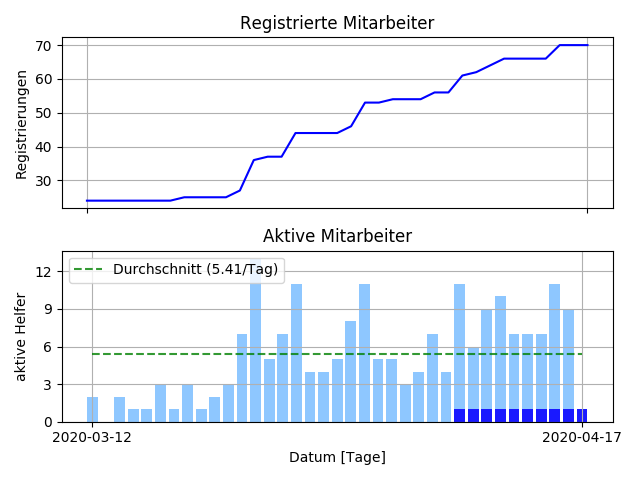 Registrierte Mitarbeiter
70
60
50
40
30
Registrierungen
Aktive Mitarbeiter
Durchschnitt (5.41/Tag)
12
9
6
3
0
aktive Helfer
2020-03-12 2020-04-17
Datum [Tage]